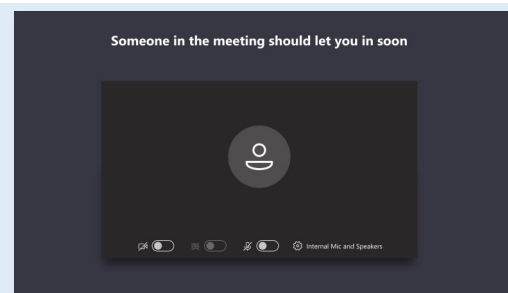 Someone in the meeting should let you in soon
Internal Mic and Speakers